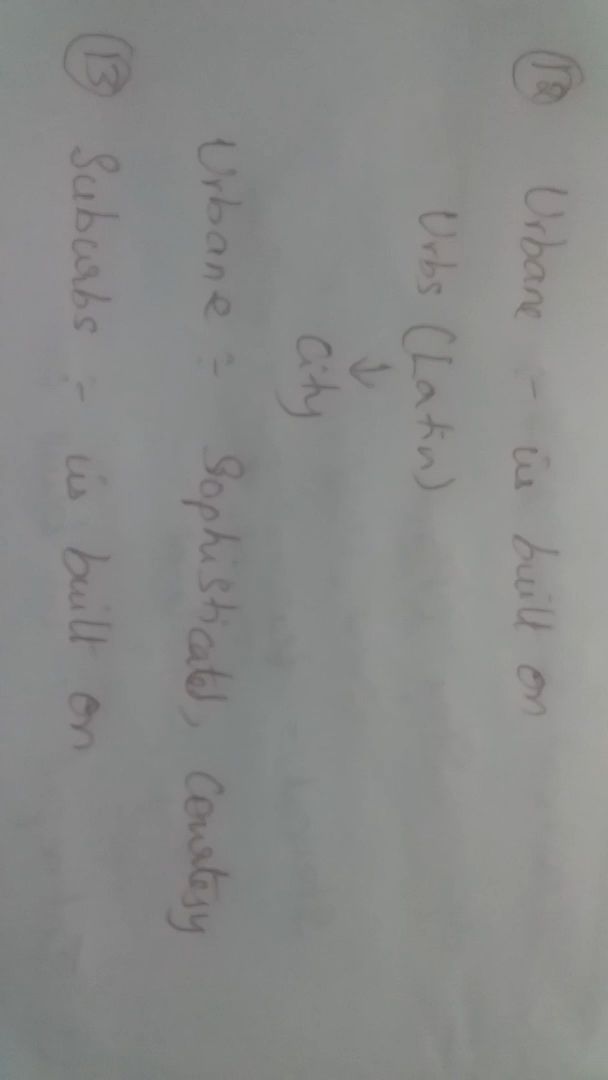 (12) Urbane :- is built on
Urbs (Latin)
↓
City
Urbane :- Sophisticated, Courtesy
(13) Suburbs :- is built on